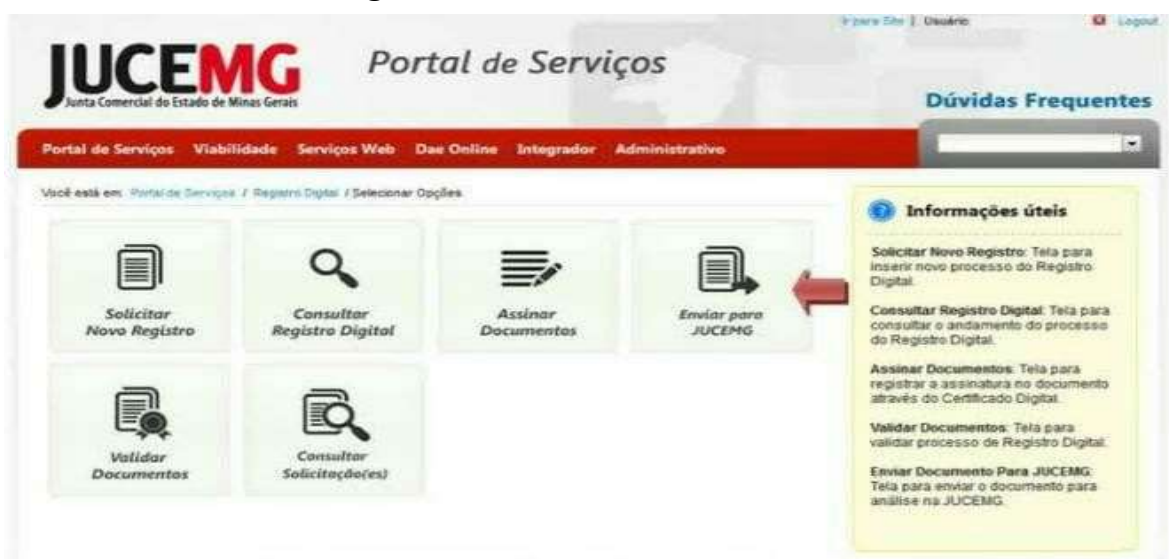 Ir para Site | Usuário Logout
JUCEMG
Junta Comercial do Estado de Minas Gerais
Portal de Serviços
Dúvidas Frequentes
Portal de Serviços Viabilidade Serviços Web Dae Online Integrador Administrativo
Você está em: Portal de Serviços / Registro Digital / Selecionar Opções
Solicitar
Novo Registro
Consultar
Registro Digital
Assinar
Documentos
Enviar para
JUCEMG
Validar
Documentos
Consultar
Solicitação(es)
Informações úteis
Solicitar Novo Registro: Tela para
inserir novo processo do Registro
Digital.
Consultar Registro Digital: Tela para
consultar o andamento do processo
do Registro Digital.
Assinar Documentos: Tela para
registrar a assinatura no documento
através do Certificado Digital.
Validar Documentos: Tela para
validar processo de Registro Digital.
Enviar Documento Para JUCEMG:
Tela para enviar o documento para
análise na JUCEMG.